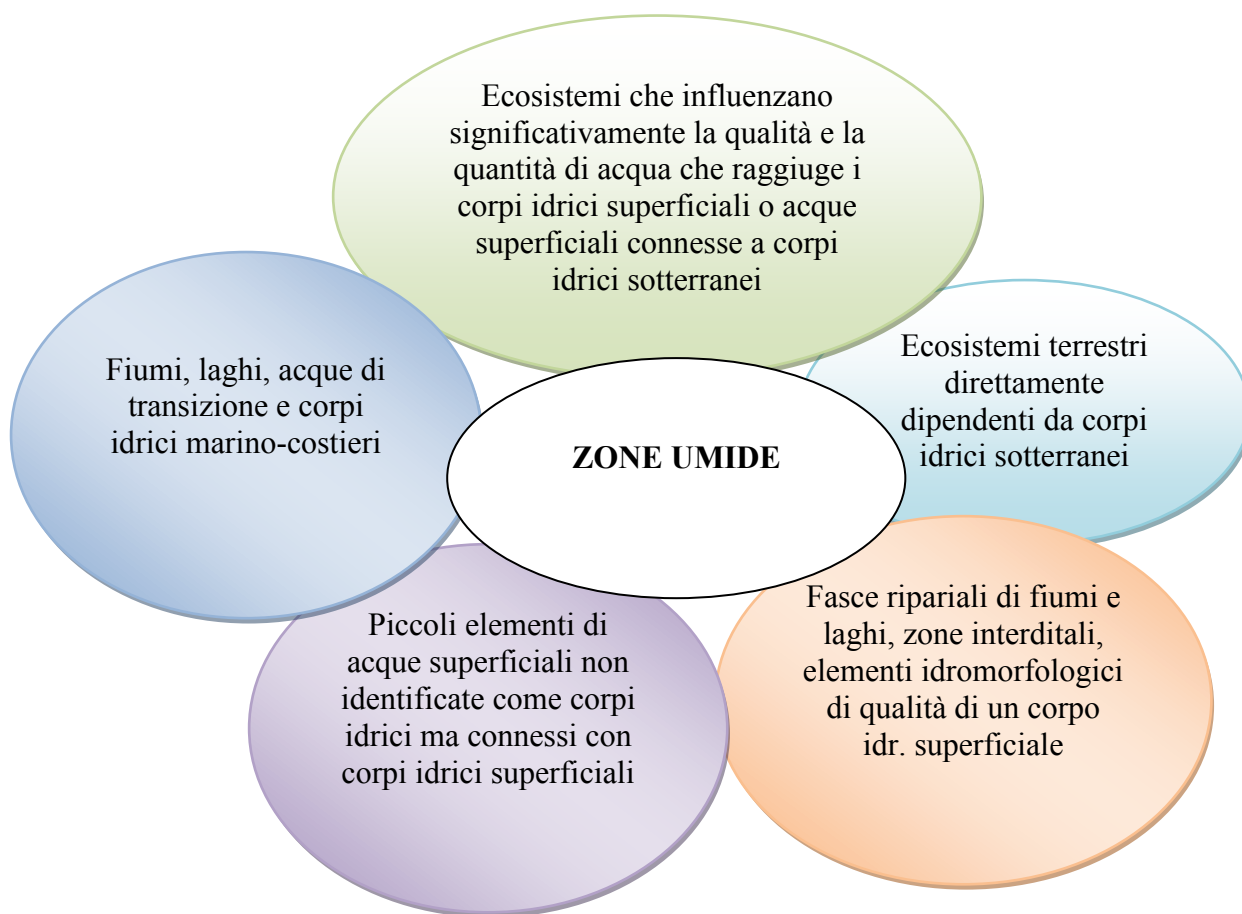 Ecosistemi che influenzano
significativamente la qualità e la
quantità di acqua che raggiuge i
corpi idrici superficiali o acque
superficiali connesse a corpi
idrici sotterranei
Fiumi, laghi, acque di
transizione e corpi
idrici marino-costieri
Ecosistemi terrestri
direttamente
dipendenti da corpi
idrici sotterranei
ZONE UMIDE
Piccoli elementi di
acque superficiali non
identificate come corpi
idrici ma connessi con
corpi idrici superficiali
Fasce ripariali di fiumi e
laghi, zone interditali,
elementi idromorfologici
di qualità di un corpo
idr. superficiale